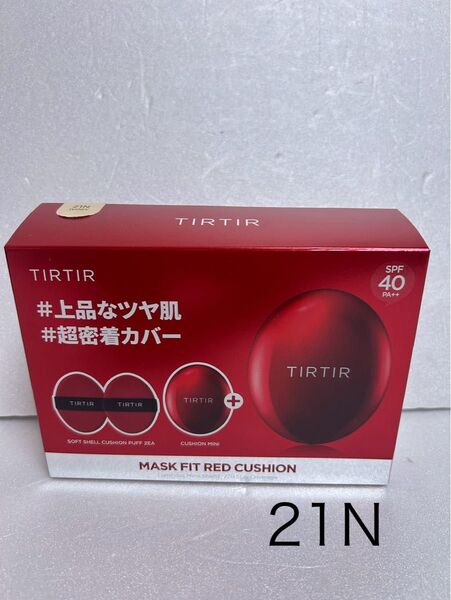 21N
TIRTIR
TIRTIR
SPF
40
PA++
#上品なツヤ肌
#超密着カバー
TIRTIR
TIRTIR
TIRTIR
TIRTIR
SOFT SHELL CUSHION PUFF 2EA
CUSHION MINI
MASK FIT RED CUSHION
21N